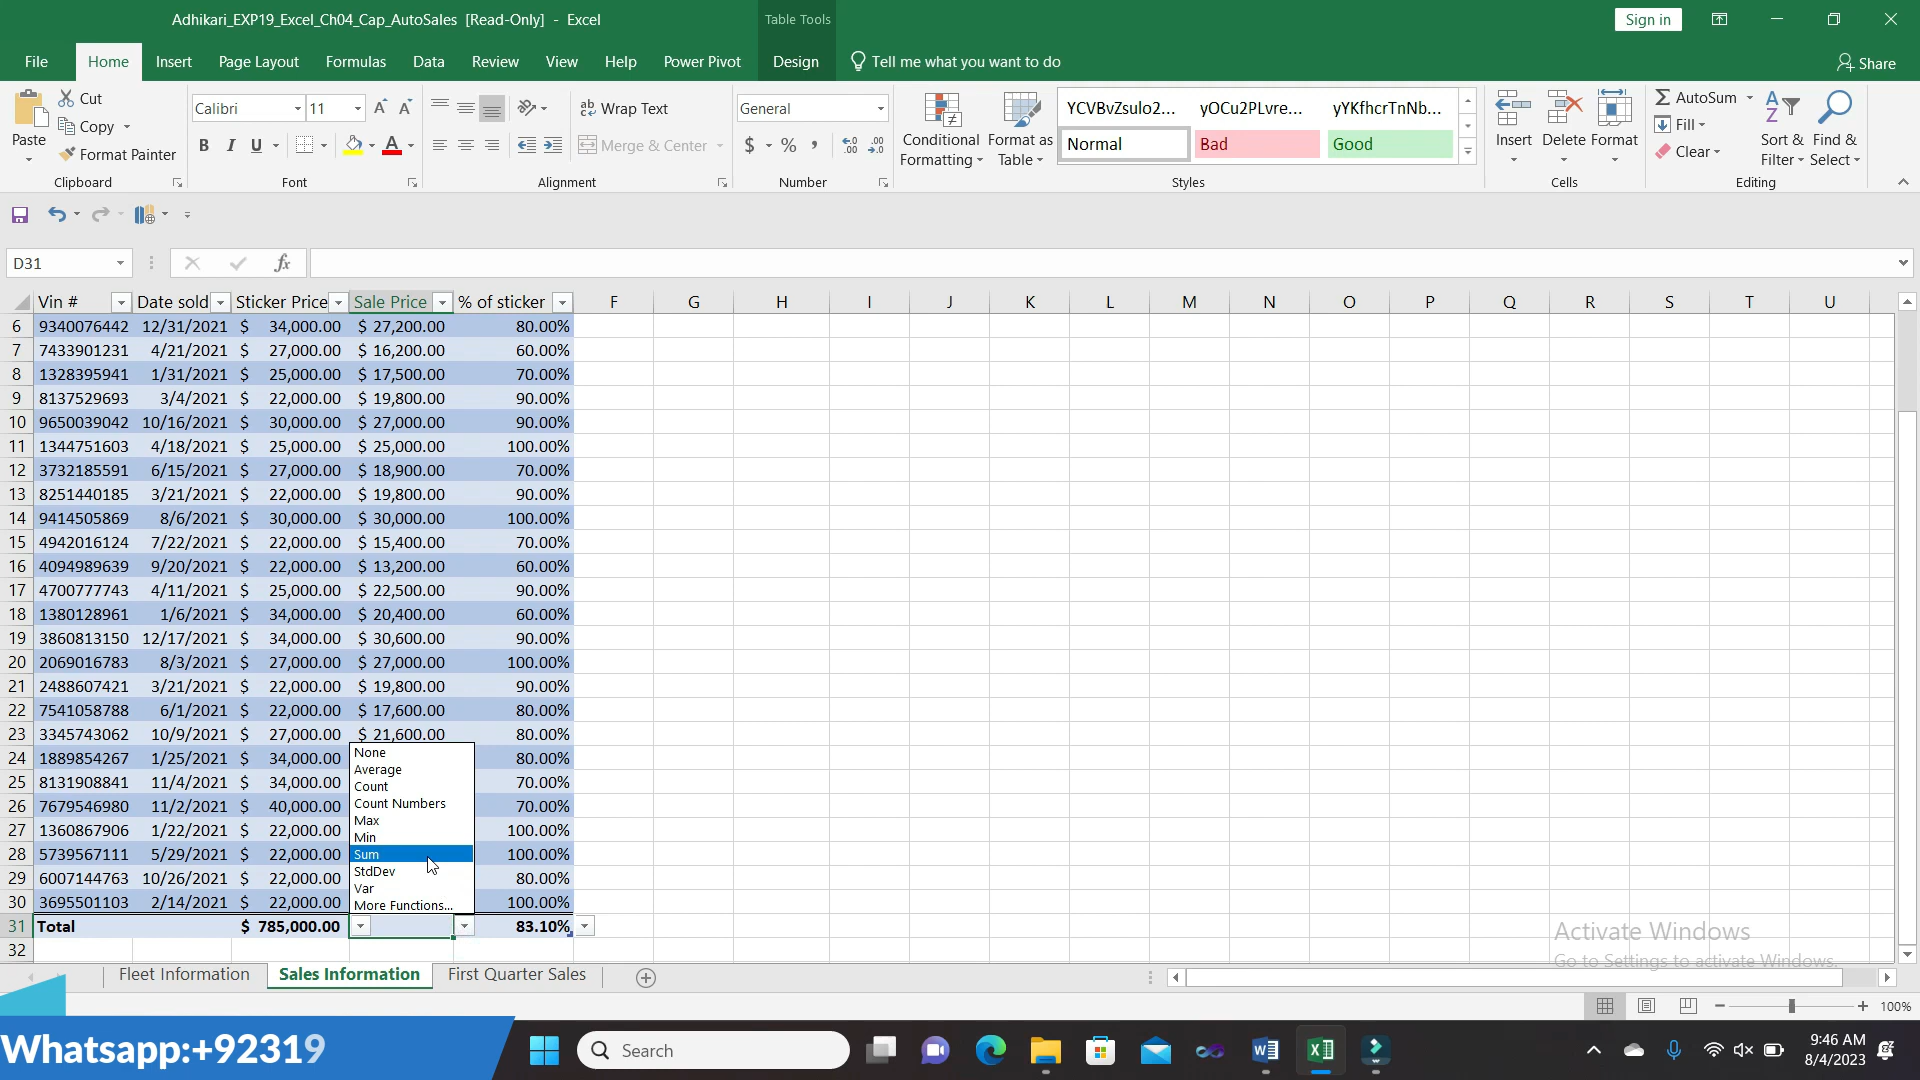 Adhikari_EXP19_Excel_Ch04_Cap_AutoSales [Read-Only] - Excel
Table Tools
Sign in
File Home Insert Page Layout Formulas Data Review View Help Power Pivot Design Tell me what you want to do Share
Paste
Cut
Copy
Format Painter
Clipboard
Calibri 11
B I U
Font
Wrap Text
Merge & Center
Alignment
General
$ % ,
Number
Conditional Formatting
Format as Table
YCVBvZsulo2... yOCu2PLvre... yYKfhcrTnNb...
Normal Bad Good
Styles
Insert Delete Format
Cells
AutoSum
Fill
Clear
Sort & Filter
Find & Select
Editing
D31
fx
Vin # Date sold Sticker Price Sale Price % of sticker F G H I J K L M N O P Q R S T U
6 9340076442 12/31/2021 $ 34,000.00 $ 27,200.00 80.00%
7 7433901231 4/21/2021 $ 27,000.00 $ 16,200.00 60.00%
8 1328395941 1/31/2021 $ 25,000.00 $ 17,500.00 70.00%
9 8137529693 3/4/2021 $ 22,000.00 $ 19,800.00 90.00%
10 9650039042 10/16/2021 $ 30,000.00 $ 27,000.00 90.00%
11 1344751603 4/18/2021 $ 25,000.00 $ 25,000.00 100.00%
12 3732185591 6/15/2021 $ 27,000.00 $ 18,900.00 70.00%
13 8251440185 3/21/2021 $ 22,000.00 $ 19,800.00 90.00%
14 9414505869 8/6/2021 $ 30,000.00 $ 30,000.00 100.00%
15 4942016124 7/22/2021 $ 22,000.00 $ 15,400.00 70.00%
16 4094989639 9/20/2021 $ 22,000.00 $ 13,200.00 60.00%
17 4700777743 4/11/2021 $ 25,000.00 $ 22,500.00 90.00%
18 1380128961 1/6/2021 $ 34,000.00 $ 20,400.00 60.00%
19 3860813150 12/17/2021 $ 34,000.00 $ 30,600.00 90.00%
20 2069016783 8/3/2021 $ 27,000.00 $ 27,000.00 100.00%
21 2488607421 3/21/2021 $ 22,000.00 $ 19,800.00 90.00%
22 7541058788 6/1/2021 $ 22,000.00 $ 17,600.00 80.00%
23 3345743062 10/9/2021 $ 27,000.00 $ 21,600.00 80.00%
24 1889854267 1/25/2021 $ 34,000.00 80.00%
25 8131908841 11/4/2021 $ 34,000.00 70.00%
26 7679546980 11/2/2021 $ 40,000.00 70.00%
27 1360867906 1/22/2021 $ 22,000.00 100.00%
28 5739567111 5/29/2021 $ 22,000.00 100.00%
29 6007144763 10/26/2021 $ 22,000.00 80.00%
30 3695501103 2/14/2021 $ 22,000.00 100.00%
31 Total $ 785,000.00 83.10%
32
None
Average
Count
Count Numbers
Max
Min
Sum
StdDev
Var
More Functions...
Activate Windows
Go to Settings to activate Windows.
Fleet Information Sales Information First Quarter Sales
100%
Whatsapp:+92319
Search
9:46 AM
8/4/2023